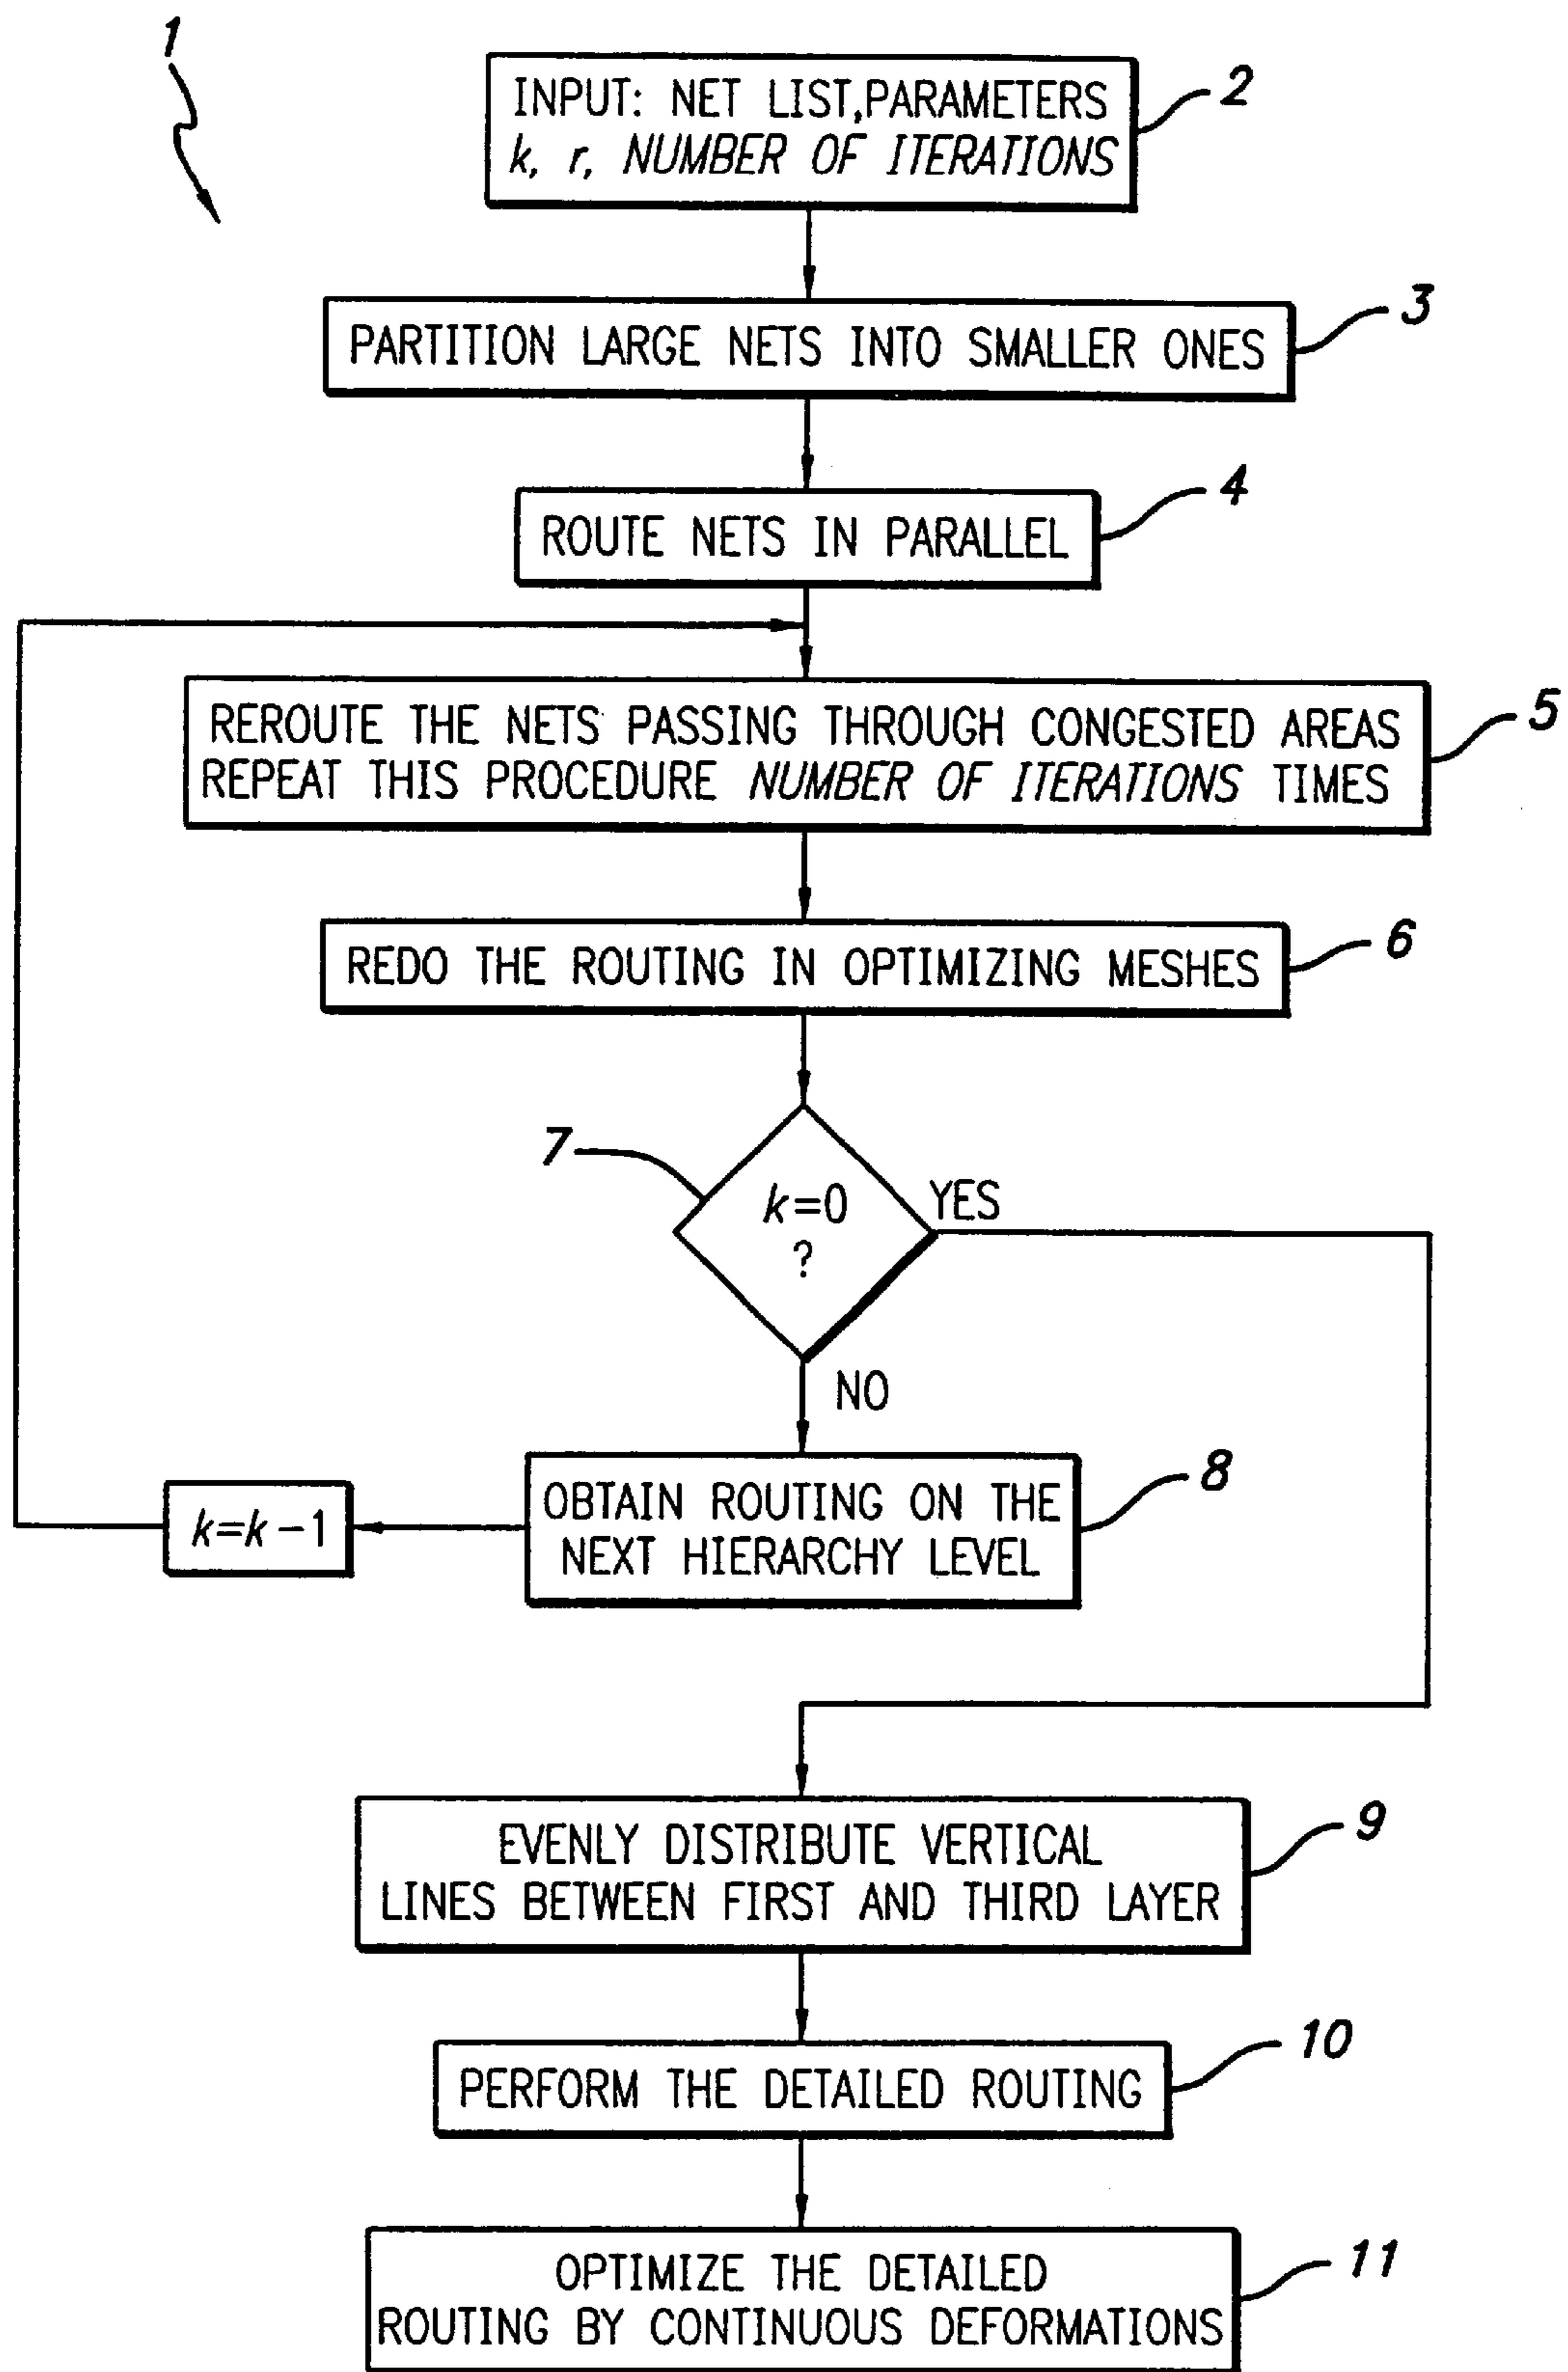 1
INPUT: NET LIST,PARAMETERS
k, r, NUMBER OF ITERATIONS
2
PARTITION LARGE NETS INTO SMALLER ONES
3
ROUTE NETS IN PARALLEL
4
REROUTE THE NETS PASSING THROUGH CONGESTED AREAS
REPEAT THIS PROCEDURE NUMBER OF ITERATIONS TIMES
5
REDO THE ROUTING IN OPTIMIZING MESHES
6
7
k=0
?
YES
NO
OBTAIN ROUTING ON THE
NEXT HIERARCHY LEVEL
8
k=k-1
EVENLY DISTRIBUTE VERTICAL
LINES BETWEEN FIRST AND THIRD LAYER
9
PERFORM THE DETAILED ROUTING
10
OPTIMIZE THE DETAILED
ROUTING BY CONTINUOUS DEFORMATIONS
11